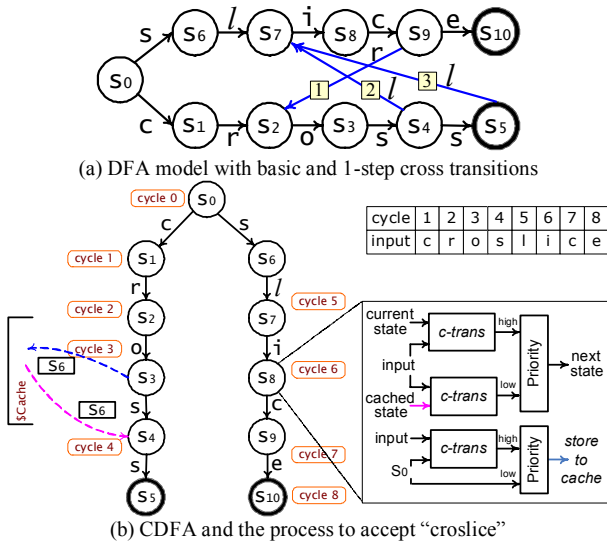 s l i c e
S6 S7 S8 S9 S10
r
S0
1 2 l 3 l
c r o s s
S1 S2 S3 S4 S5
(a) DFA model with basic and 1-step cross transitions
cycle 0 S0
c s
cycle 1 2 3 4 5 6 7 8
input c r o s l i c e
cycle 1 S1 S6
r l
cycle 2 S2 S7 cycle 5
o i
cycle 3 S3 S8 cycle 6
S6
S6
$Cache
s c
cycle 4 S4 S9
s e cycle 7
S5 S10 cycle 8
current state
c-trans
high
input
Priority
next state
cached state
c-trans
low
input
c-trans
high
S0
low
Priority
store to cache
(b) CDFA and the process to accept “croslice”